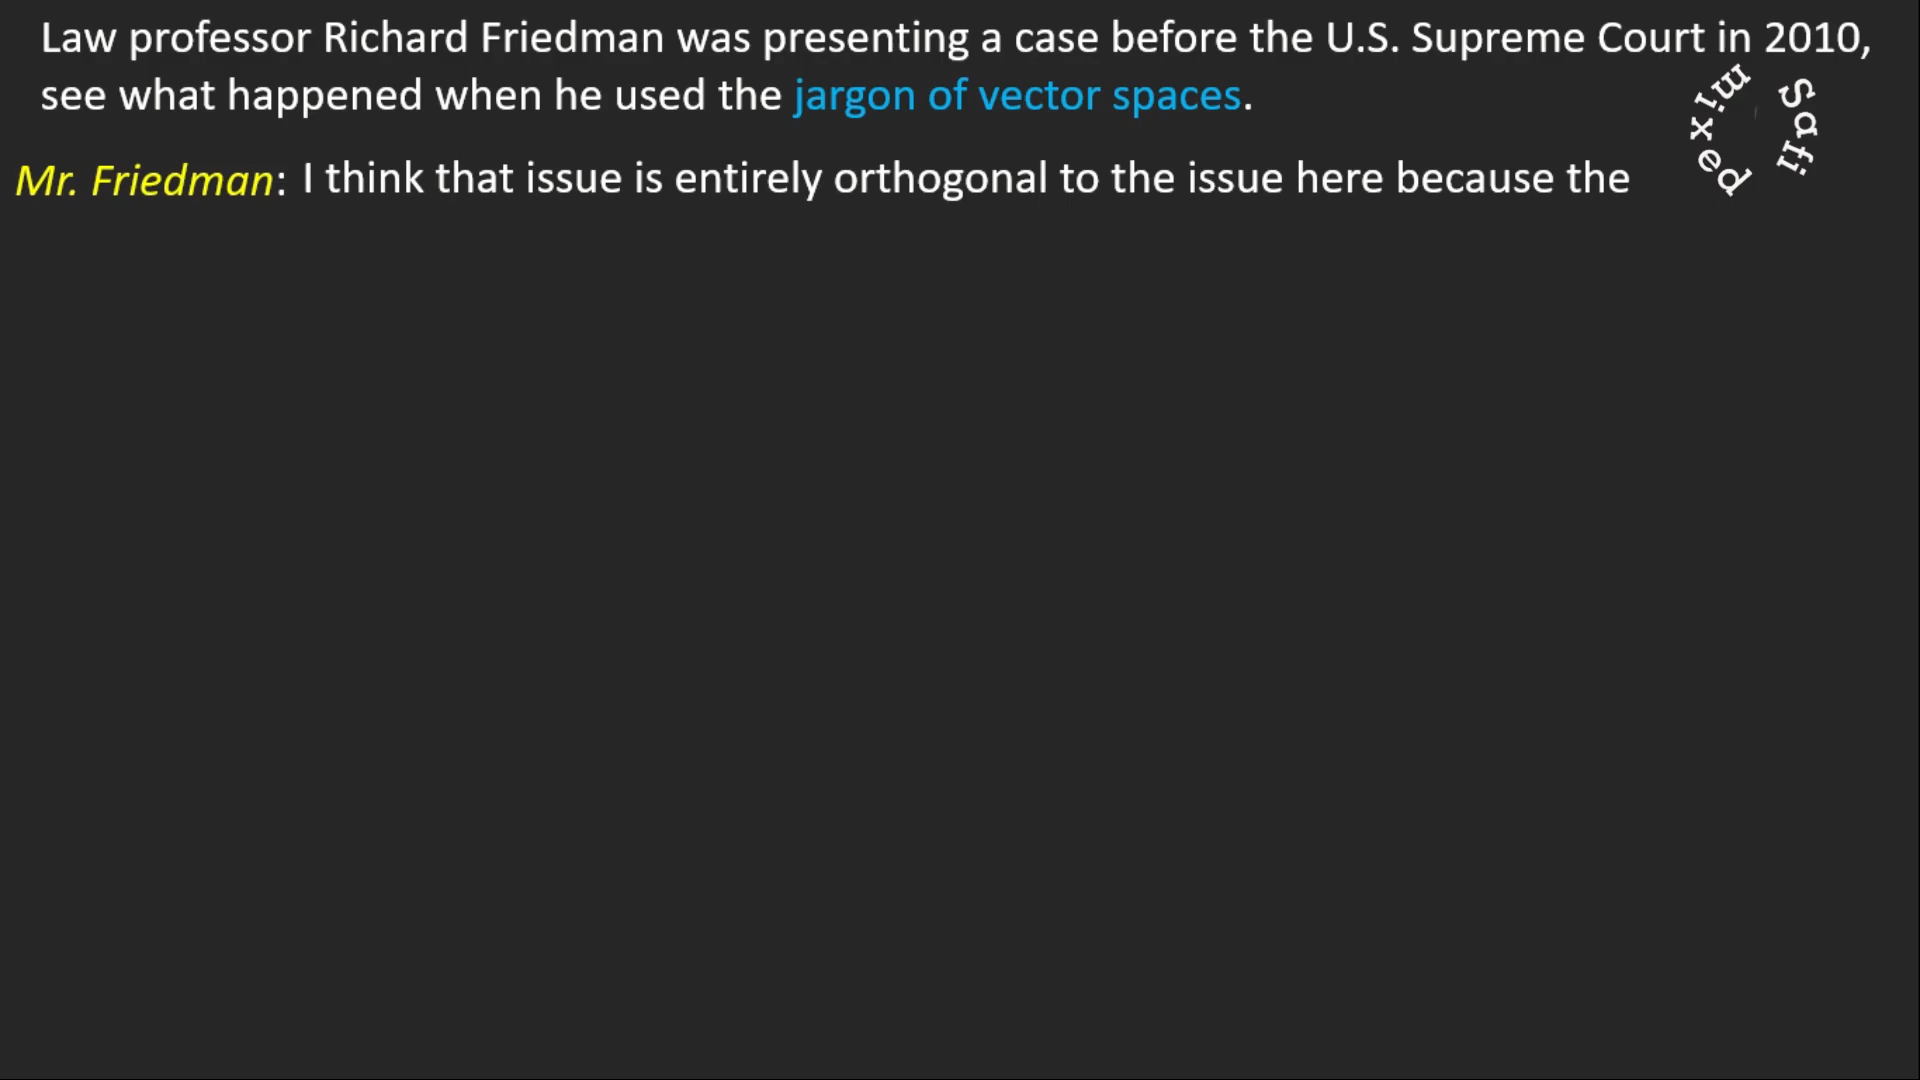 Law professor Richard Friedman was presenting a case before the U.S. Supreme Court in 2010,
see what happened when he used the jargon of vector spaces.
Mr. Friedman: I think that issue is entirely orthogonal to the issue here because the
Safi mixed